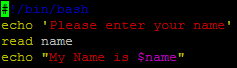 #!/bin/bash
echo 'Please enter your name'
read name
echo "My Name is $name"